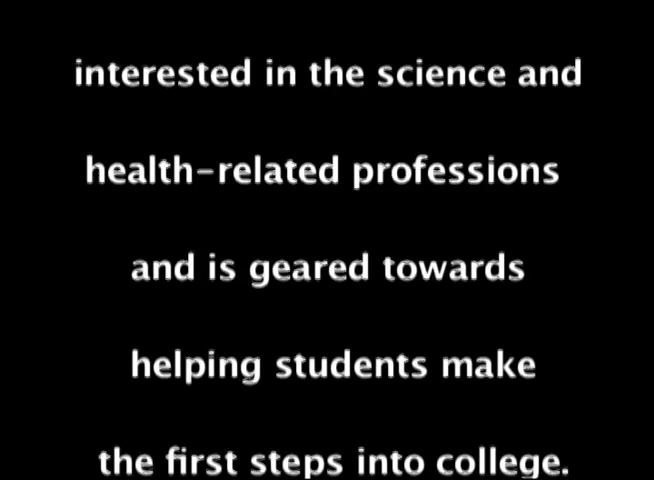 interested in the science and
health-related professions
and is geared towards
helping students make
the first steps into college.